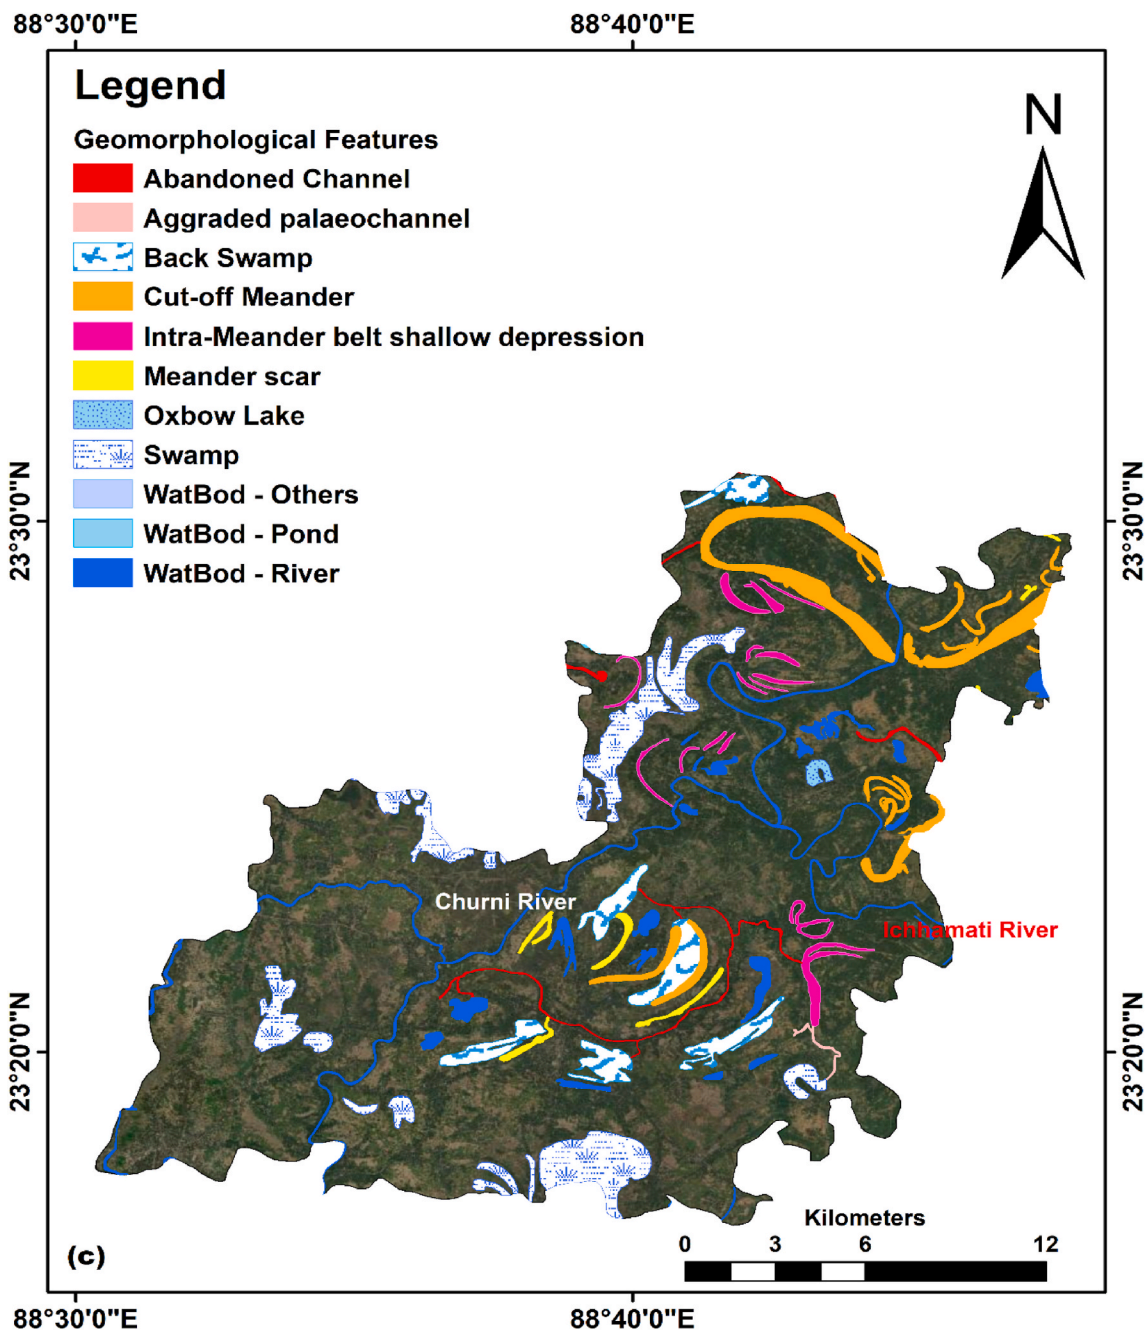 88°30'0"E
88°40'0"E
Legend
N
Geomorphological Features
Abandoned Channel
Aggraded palaeochannel
Back Swamp
Cut-off Meander
Intra-Meander belt shallow depression
Meander scar
Oxbow Lake
Swamp
WatBod - Others
WatBod - Pond
WatBod - River
23°30'0"N
23°30'0"N
Churni River
Ichhamati River
23°20'0"N
23°20'0"N
Kilometers
0 3 6 12
(c)
88°30'0"E
88°40'0"E